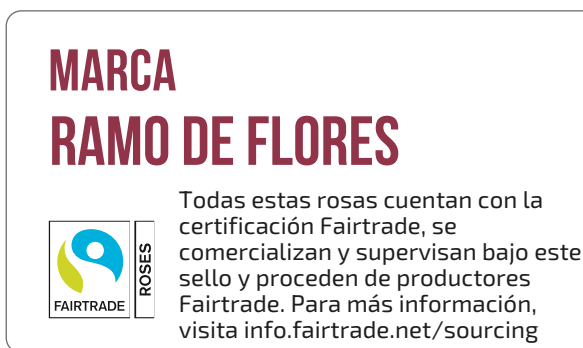 MARCA
RAMO DE FLORES
Todas estas rosas cuentan con la
certificación Fairtrade, se
comercializan y supervisan bajo este
sello y proceden de productores
Fairtrade. Para más información,
visita info.fairtrade.net/sourcing
FAIRTRADE
ROSES